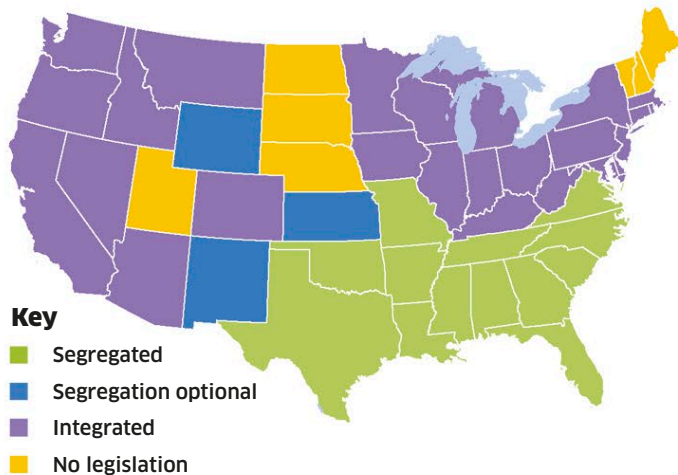 Key
Segregated
Segregation optional
Integrated
No legislation